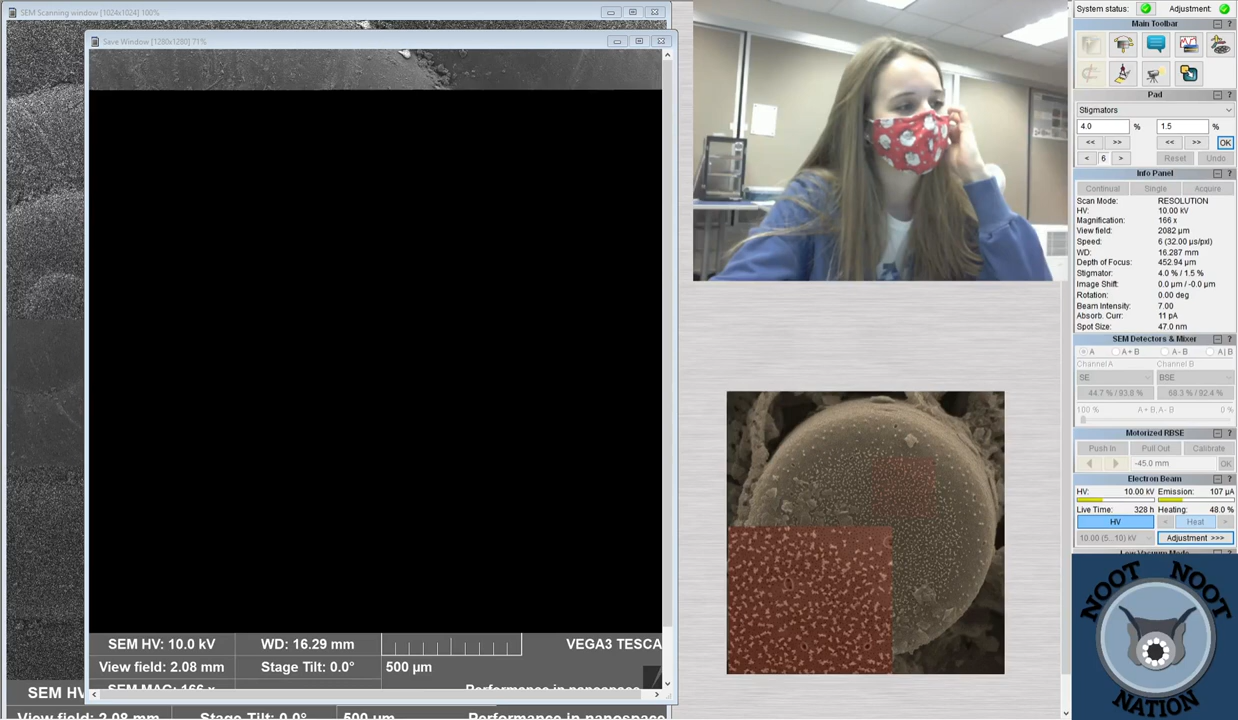 SEM Scanning window [1024x1024] 100%
Save Window [1280x1280] 71%
SEM HV: 10.0 kV
WD: 16.29 mm
VEGA3 TESCA
View field: 2.08 mm
Stage Tilt: 0.0°
500 µm
SEM MAG: 166 x
Performance in nanospace
SEM HV
View field: 2.08 mm
Stage Tilt: 0.0°
500 µm
Performance in nanospace
System status:
Adjustment:
Main Toolbar
Pad
Stigmators
4.0 %
1.5 %
<< >> << >> OK
< 6 > Reset Undo
Info Panel
Continual Single Acquire
Scan Mode: RESOLUTION
HV: 10.00 kV
Magnification: 166 x
View field: 2082 µm
Speed: 6 (32.00 µs/pxl)
WD: 16.287 mm
Depth of Focus: 452.94 µm
Stigmator: 4.0 % / 1.5 %
Image Shift: 0.0 µm / -0.0 µm
Rotation: 0.00 deg
Beam Intensity: 7.00
Absorb. Curr: 11 pA
Spot Size: 47.0 nm
SEM Detectors & Mixer
A A + B A - B A | B
Channel A Channel B
SE BSE
44.7 % / 93.8 % 68.3 % / 92.4 %
100 % A + B, A - B 0 %
Motorized RBSE
Push In Pull Out Calibrate
-45.0 mm OK
Electron Beam
HV: 10.00 kV Emission: 107 µA
Live Time: 328 h Heating: 48.0 %
HV < Heat >
10.00 (5...10) kV Adjustment >>>
Low Vacuum Mode
NOOT NOOT
NATION